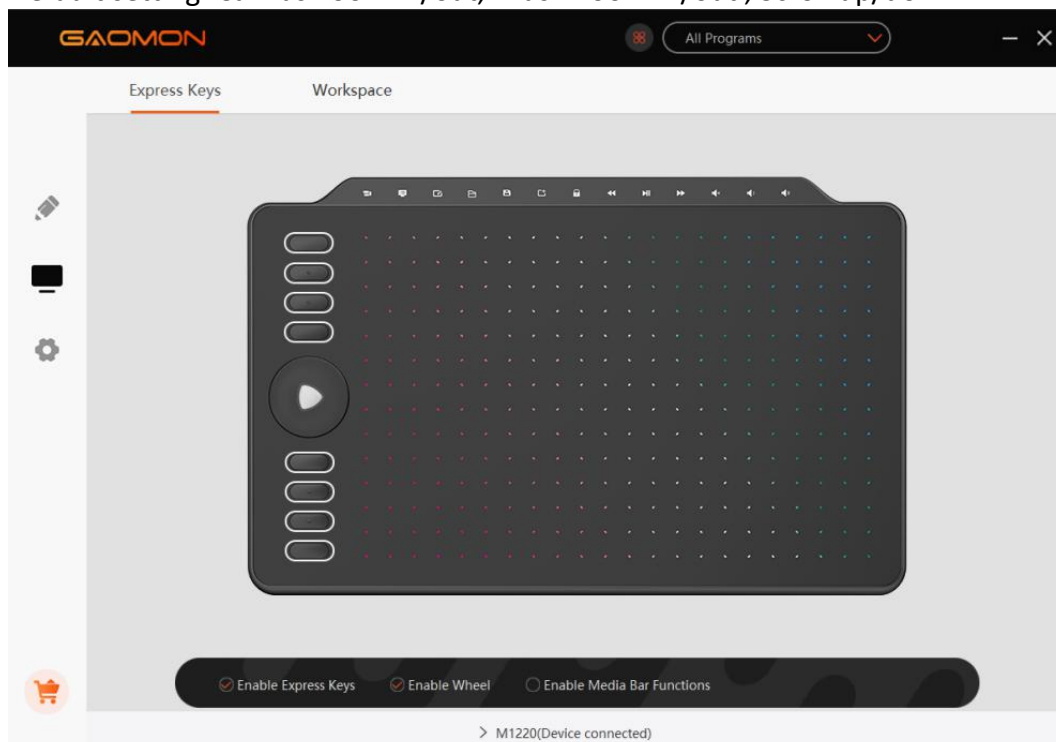 GAOMON
All Programs
Express Keys Workspace
Enable Express Keys Enable Wheel Enable Media Bar Functions
M1220(Device connected)